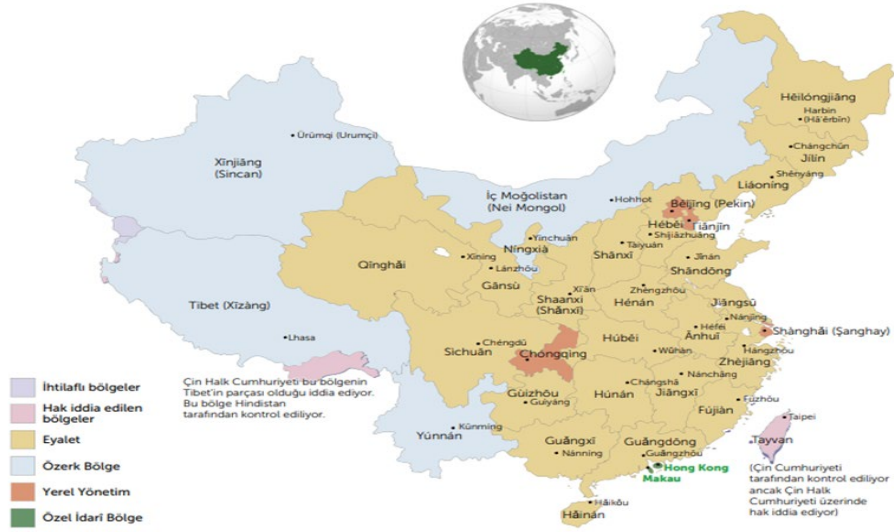 Hēilóngjiāng
Harbin
(Hā'ěrbīn)
Chángchūn
Jílín
Shěnyáng
Liáoníng
Ürümqi (Urumçi)
Xīnjiāng
(Sincan)
İç Moğolistan
(Nei Mongol)
Hohhot
Běijīng (Pekin)
Tiānjīn
Héběi
Shíjiāzhuāng
Yinchuān
Níngxià
Tàiyuán
Shānxī
Jǐnán
Shāndōng
Qīnghǎi
Xīníng
Lánzhōu
Gānsù
Xī'ān
Shaanxi
(Shǎnxī)
Zhengzhōu
Hénán
Jiāngsū
Nánjīng
Shànghǎi (Şanghay)
Tibet (Xīzàng)
Lhasa
Chéngdū
Sìchuān
Chóngqìng
Húběi
Wǔhàn
Héféi
Ānhuī
Hángzhōu
Zhèjiāng
Nánchāng
Chángshā
Jiāngxī
Húnán
Gùizhōu
Guìyáng
Fújiàn
Fúzhōu
Yúnnán
Kūnmíng
Guǎngxī
Nánníng
Guǎngdōng
Guǎngzhōu
Hong Kong
Makau
Taipei
Tayvan
Hǎikǒu
Hǎinán
Çin Halk Cumhuriyeti bu bölgenin
Tibet'in parçası olduğu iddia ediyor.
Bu bölge Hindistan
tarafından kontrol ediliyor.
(Çin Cumhuriyeti
tarafından kontrol ediliyor
ancak Çin Halk
Cumhuriyeti üzerinde
hak iddia ediyor)
İhtilaflı bölgeler
Hak iddia edilen
bölgeler
Eyalet
Özerk Bölge
Yerel Yönetim
Özel İdarî Bölge